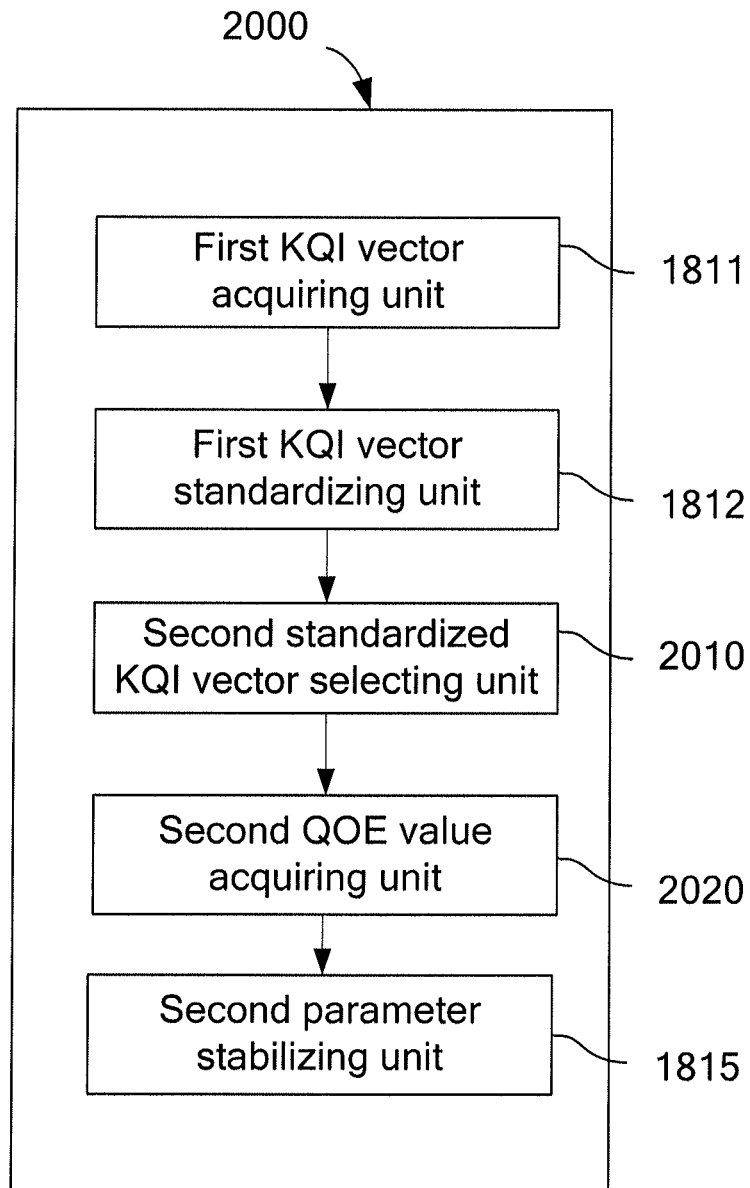 2000
First KQI vector
acquiring unit
1811
First KQI vector
standardizing unit
1812
Second standardized
KQI vector selecting unit
2010
Second QOE value
acquiring unit
2020
Second parameter
stabilizing unit
1815